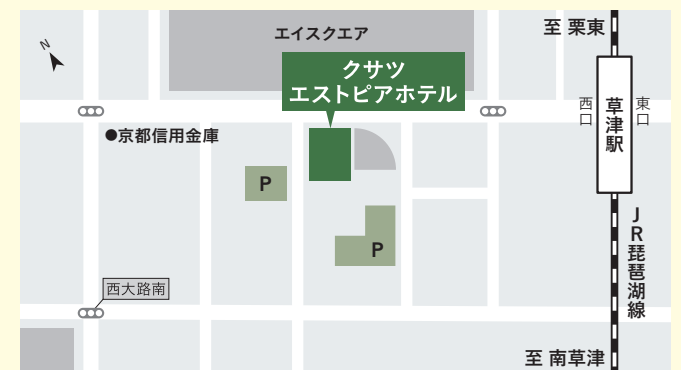 N
エイスクエア
至 栗東
クサツ
エストピアホテル
西口
草津駅
東口
●京都信用金庫
P
P
JR琵琶湖線
西大路南
至 南草津